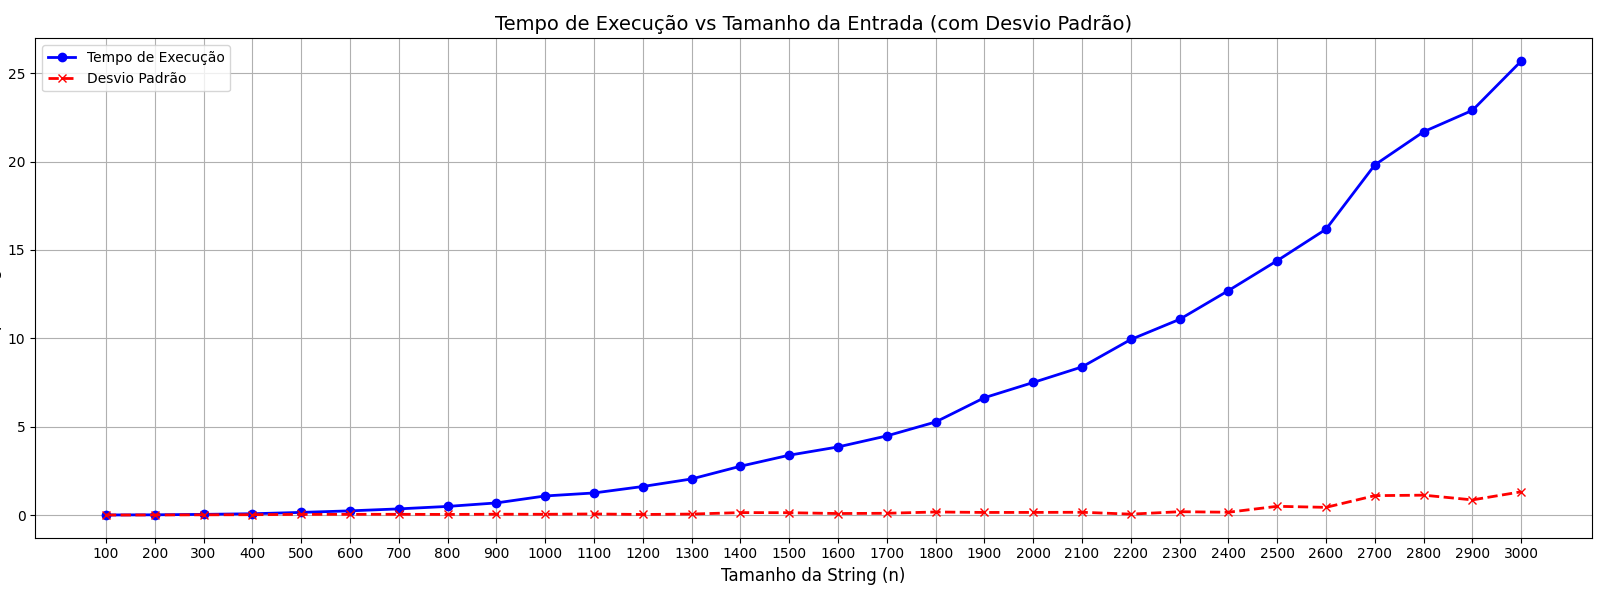 Tempo de Execução vs Tamanho da Entrada (com Desvio Padrão)
Tempo de Execução
Desvio Padrão
25
20
15
10
5
0
100 200 300 400 500 600 700 800 900 1000 1100 1200 1300 1400 1500 1600 1700 1800 1900 2000 2100 2200 2300 2400 2500 2600 2700 2800 2900 3000
Tamanho da String (n)